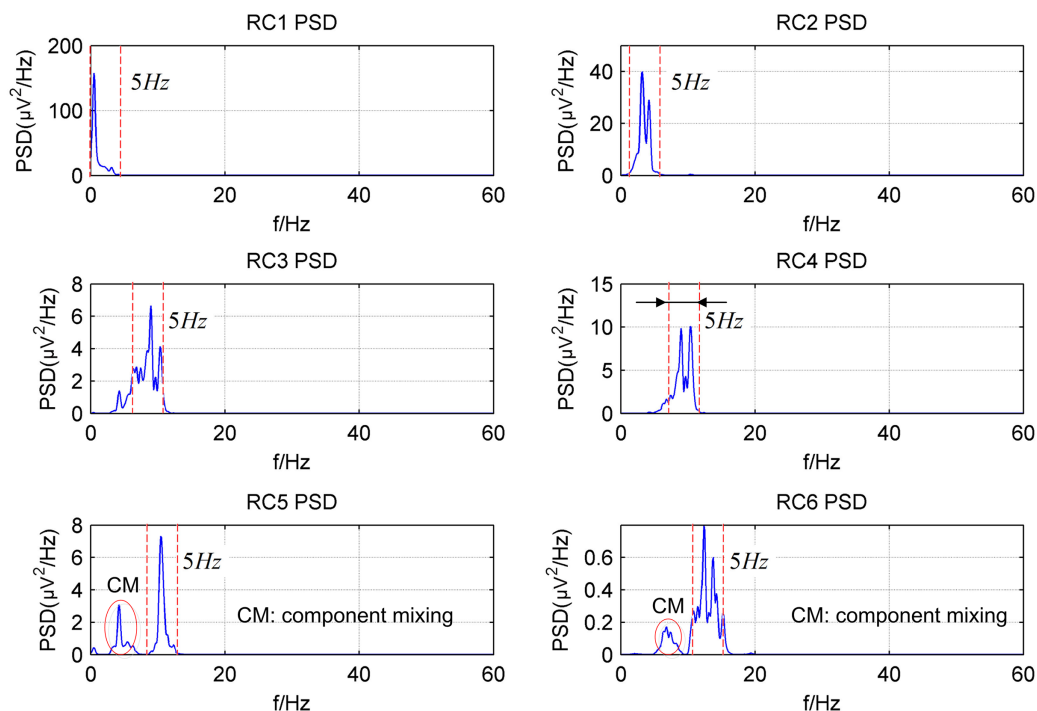 RC1 PSD
200
100
0
PSD(μV²/Hz)
5Hz
0 20 40 60
f/Hz
RC2 PSD
40
20
0
PSD(μV²/Hz)
5Hz
0 20 40 60
f/Hz
RC3 PSD
8
6
4
2
0
PSD(μV²/Hz)
5Hz
0 20 40 60
f/Hz
RC4 PSD
15
10
5
0
PSD(μV²/Hz)
5Hz
0 20 40 60
f/Hz
RC5 PSD
8
6
4
2
0
PSD(μV²/Hz)
5Hz
CM
CM: component mixing
0 20 40 60
f/Hz
RC6 PSD
0.6
0.4
0.2
0
PSD(μV²/Hz)
5Hz
CM
CM: component mixing
0 20 40 60
f/Hz